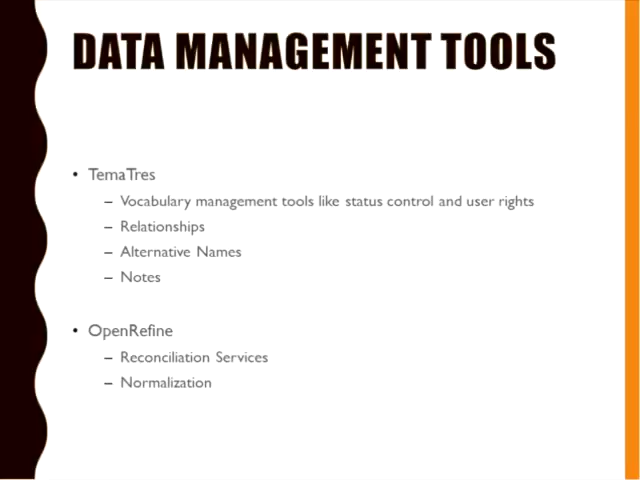 DATA MANAGEMENT TOOLS
• TemaTres
– Vocabulary management tools like status control and user rights
– Relationships
– Alternative Names
– Notes
• OpenRefine
– Reconciliation Services
– Normalization